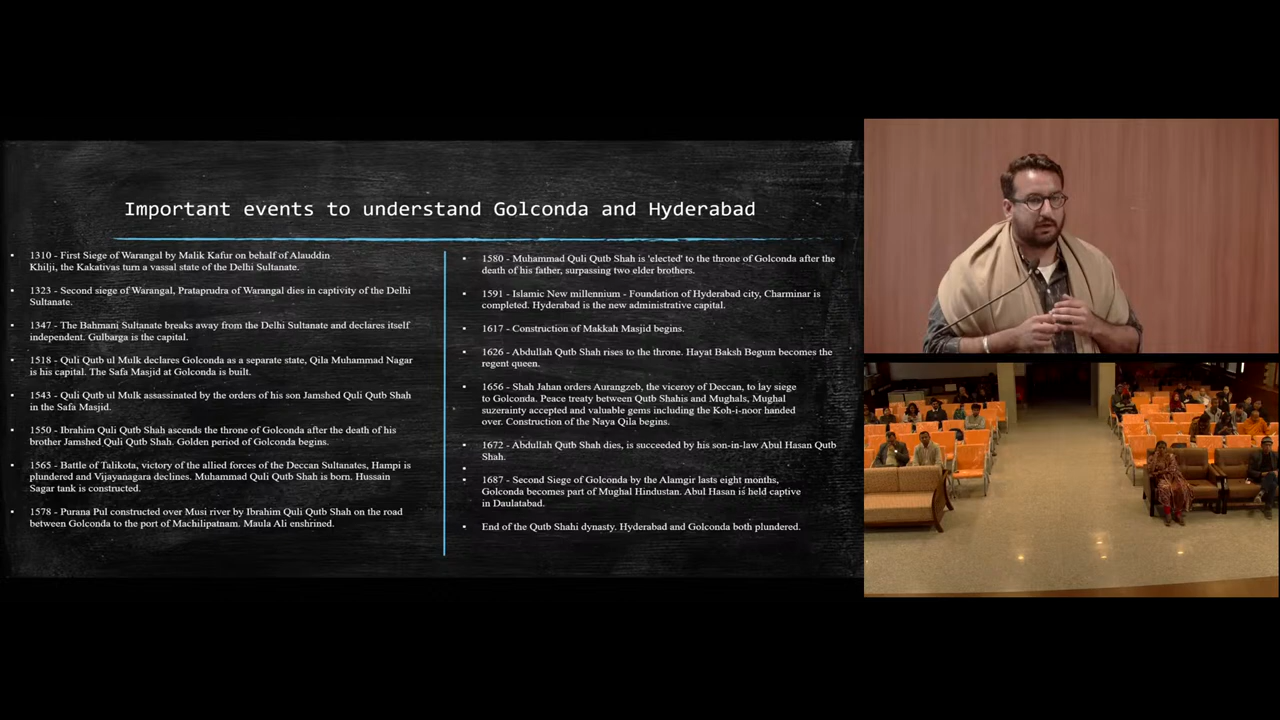 Important events to understand Golconda and Hyderabad
▪ 1310 - First Siege of Warangal by Malik Kafur on behalf of Alauddin
Khilji, the Kakativas turn a vassal state of the Delhi Sultanate.
▪ 1323 - Second siege of Warangal, Prataprudra of Warangal dies in captivity of the Delhi
Sultanate.
▪ 1347 - The Bahmani Sultanate breaks away from the Delhi Sultanate and declares itself
independent. Gulbarga is the capital.
▪ 1518 - Quli Qutb ul Mulk declares Golconda as a separate state, Qila Muhammad Nagar
is his capital. The Safa Masjid at Golconda is built.
▪ 1543 - Quli Qutb ul Mulk assassinated by the orders of his son Jamshed Quli Qutb Shah
in the Safa Masjid.
▪ 1550 - Ibrahim Quli Qutb Shah ascends the throne of Golconda after the death of his
brother Jamshed Quli Qutb Shah. Golden period of Golconda begins.
▪ 1565 - Battle of Talikota, victory of the allied forces of the Deccan Sultanates, Hampi is
plundered and Vijayanagara declines. Muhammad Quli Qutb Shah is born. Hussain
Sagar tank is constructed.
▪ 1578 - Purana Pul constructed over Musi river by Ibrahim Quli Qutb Shah on the road
between Golconda to the port of Machilipatnam. Maula Ali enshrined.
▪ 1580 - Muhammad Quli Qutb Shah is 'elected' to the throne of Golconda after the
death of his father, surpassing two elder brothers.
▪ 1591 - Islamic New millennium - Foundation of Hyderabad city, Charminar is
completed. Hyderabad is the new administrative capital.
▪ 1617 - Construction of Makkah Masjid begins.
▪ 1626 - Abdullah Qutb Shah rises to the throne. Hayat Baksh Begum becomes the
regent queen.
▪ 1656 - Shah Jahan orders Aurangzeb, the viceroy of Deccan, to lay siege
to Golconda. Peace treaty between Qutb Shahis and Mughals, Mughal
suzerainty accepted and valuable gems including the Koh-i-noor handed
over. Construction of the Naya Qila begins.
▪ 1672 - Abdullah Qutb Shah dies, is succeeded by his son-in-law Abul Hasan Qutb
Shah.
▪
▪ 1687 - Second Siege of Golconda by the Alamgir lasts eight months,
Golconda becomes part of Mughal Hindustan. Abul Hasan is held captive
in Daulatabad.
▪ End of the Qutb Shahi dynasty. Hyderabad and Golconda both plundered.